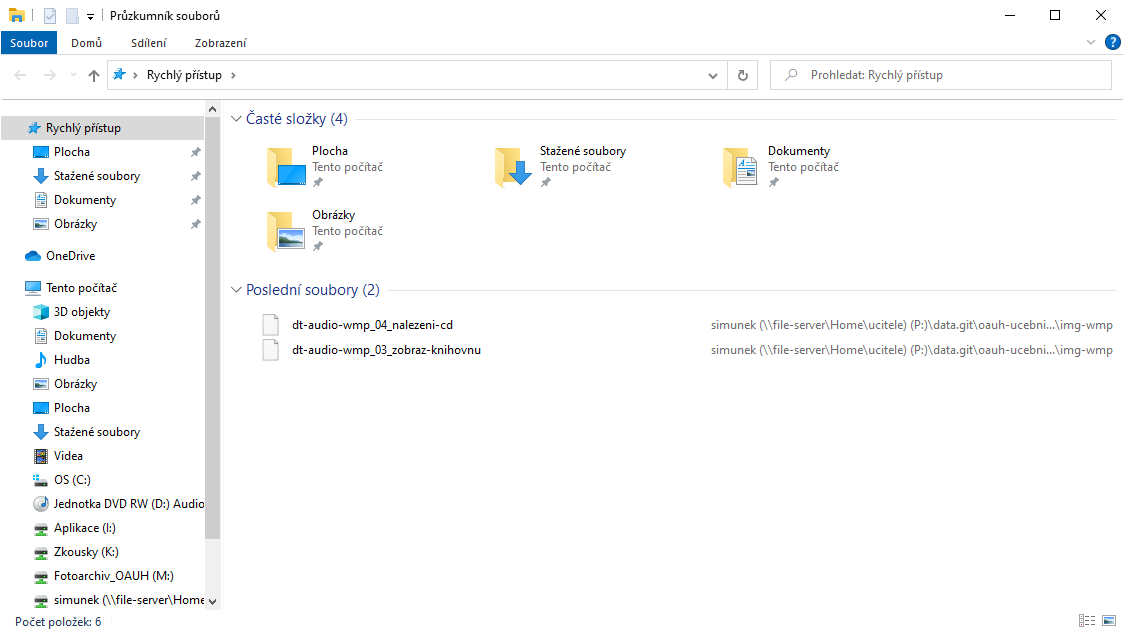 Průzkumník souborů
Soubor Domů Sdílení Zobrazení
Rychlý přístup
Prohledat: Rychlý přístup
Rychlý přístup
Plocha
Stažené soubory
Dokumenty
Obrázky
OneDrive
Tento počítač
3D objekty
Dokumenty
Hudba
Obrázky
Plocha
Stažené soubory
Videa
OS (C:)
Jednotka DVD RW (D:) Audio
Aplikace (I:)
Zkousky (K:)
Fotoarchiv_OAUH (M:)
simunek (\\file-server\Home
Časté složky (4)
Plocha
Tento počítač
Stažené soubory
Tento počítač
Dokumenty
Tento počítač
Obrázky
Tento počítač
Poslední soubory (2)
dt-audio-wmp_04_nalezeni-cd simunek (\\file-server\Home\ucitele) (P:)\data.git\oauh-ucebni...\img-wmp
dt-audio-wmp_03_zobraz-knihovnu simunek (\\file-server\Home\ucitele) (P:)\data.git\oauh-ucebni...\img-wmp
Počet položek: 6